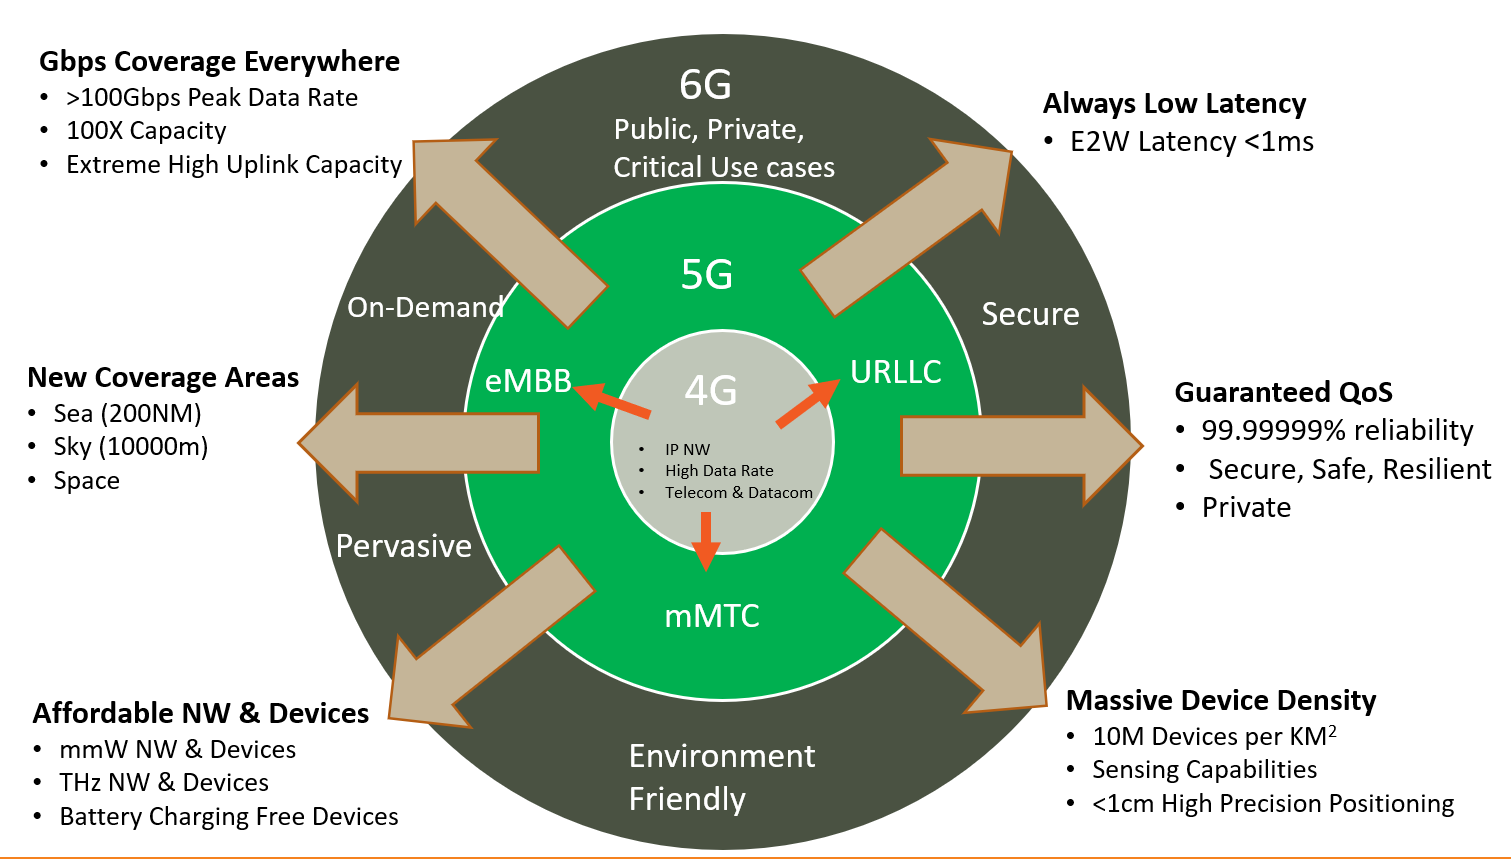 Gbps Coverage Everywhere
• >100Gbps Peak Data Rate
• 100X Capacity
• Extreme High Uplink Capacity
6G
Public, Private,
Critical Use cases
Always Low Latency
• E2W Latency <1ms
5G
On-Demand
Secure
New Coverage Areas
• Sea (200NM)
• Sky (10000m)
• Space
eMBB
URLLC
4G
• IP NW
• High Data Rate
• Telecom & Datacom
Guaranteed QoS
• 99.99999% reliability
• Secure, Safe, Resilient
• Private
Pervasive
mMTC
Affordable NW & Devices
• mmW NW & Devices
• THz NW & Devices
• Battery Charging Free Devices
Environment
Friendly
Massive Device Density
• 10M Devices per KM²
• Sensing Capabilities
• <1cm High Precision Positioning